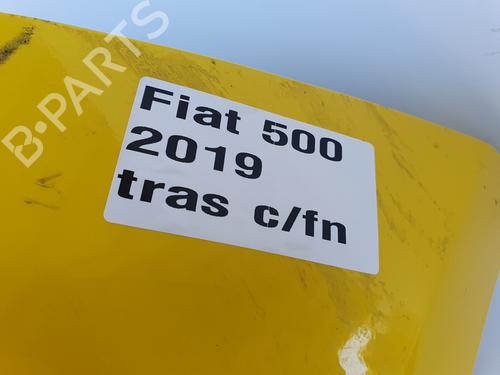 B-PARTS
Fiat 500
2019
tras c/fn